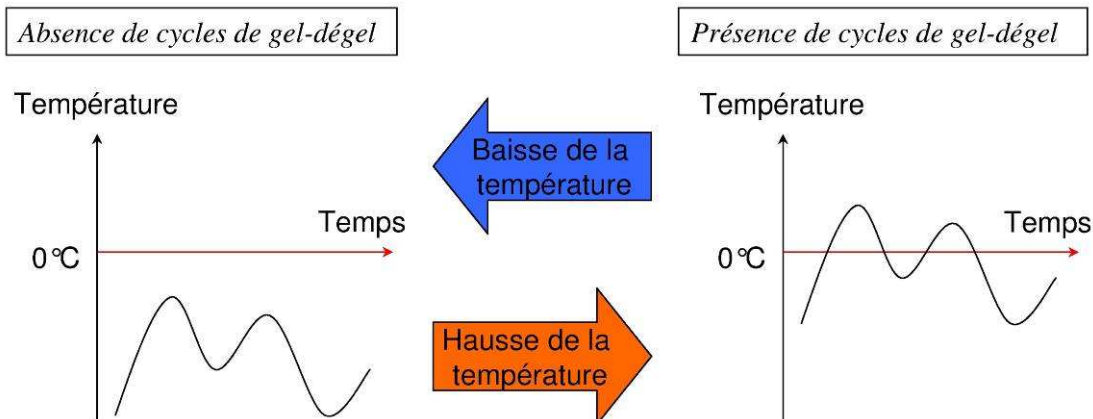 Absence de cycles de gel-dégel
Présence de cycles de gel-dégel
Température
Température
Baisse de la
température
Temps
Temps
0°C
0°C
Hausse de la
température